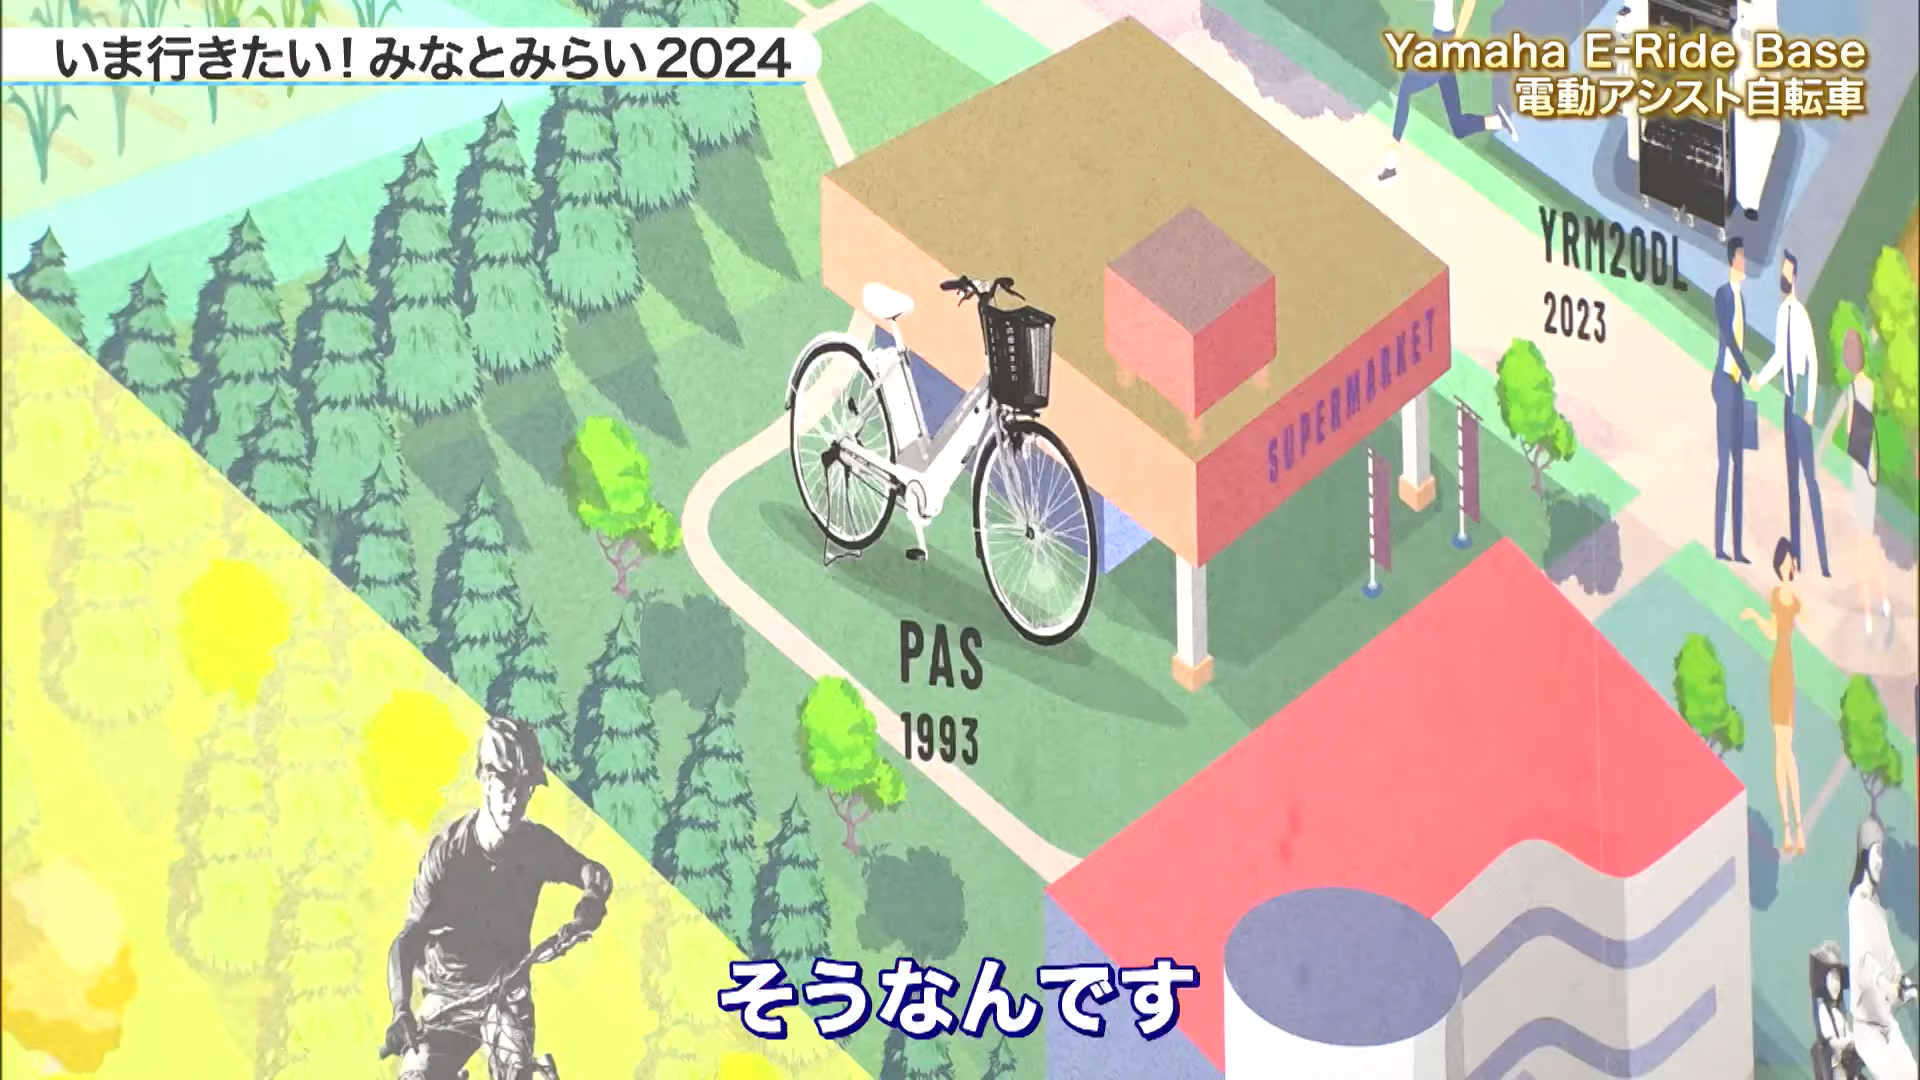 いま行きたい！みなとみらい2024
Yamaha E-Ride Base
電動アシスト自転車
YRM20DL
2023
SUPERMARKET
PAS
1993
そうなんです